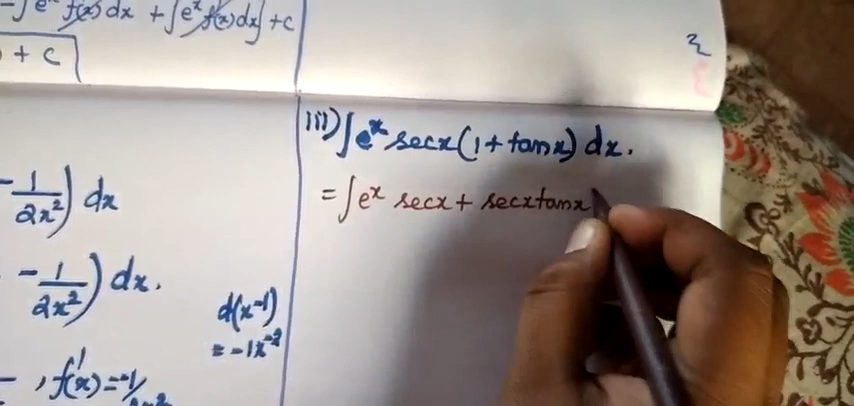 -∫eˣ f(x) dx + ∫eˣ f(x) dx] + c
+ c
-1/2x²) dx
-1/2x²) dx.
d(x⁻¹)
= -1x⁻²
, f'(x) = -1/
iii) ∫eˣ secx(1 + tanx) dx.
= ∫eˣ secx + secxtanx